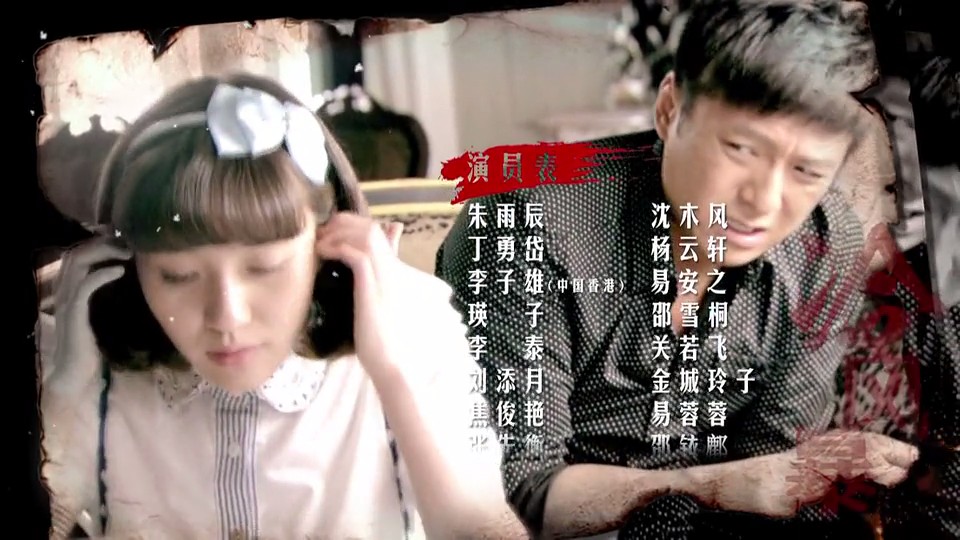 演员表
朱雨辰 沈木风
丁勇岱 杨云轩
李子雄(中国香港) 易安之
瑛子 邵雪桐
李泰 关若飞
刘添月 金城玲子
焦俊艳 易蓉蓉